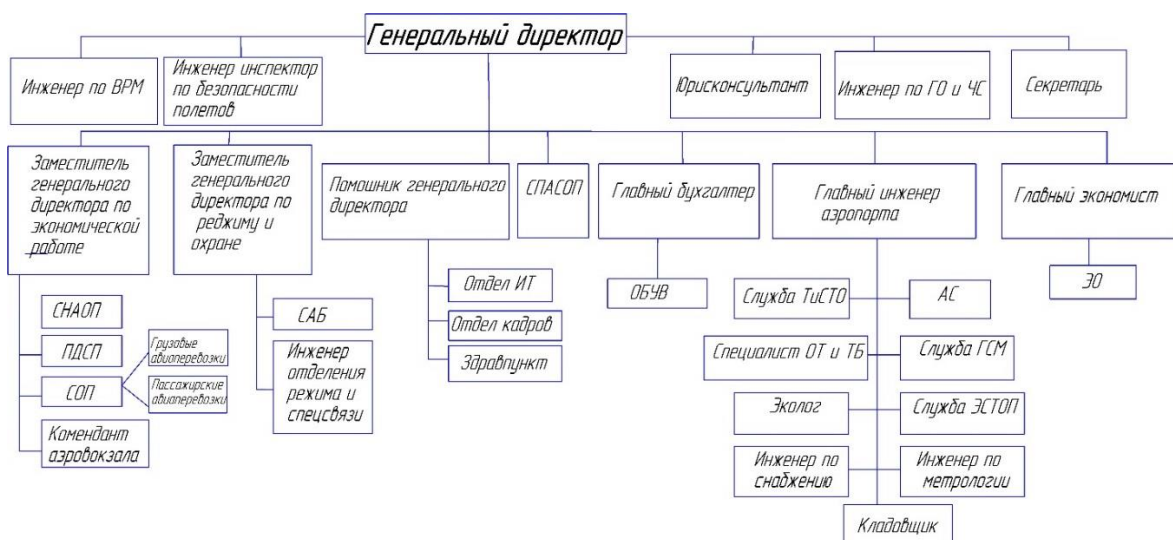 Генеральный директор
Инженер по ВРМ
Инженер инспектор
по безопасности
полетов
Юрисконсультант
Инженер по ГО и ЧС
Секретарь
Заместитель
генерального
директора по
экономической
работе
Заместитель
генерального
директора по
реджиму и
охране
Помошник генерального
директора
СПАСОП
Главный бухгалтер
Главный инженер
аэропорта
Главный экономист
СНАОП
ПДСП
СОП
Грузовые
авиоперевозки
Пассажирские
авиоперевозки
Комендант
аэровокзала
САБ
Инженер
отделения
режима и
спецсвязи
Отдел ИТ
Отдел кадров
Здравпункт
ОБУВ
Служба ТиСТО
АС
Специалист ОТ и ТБ
Служба ГСМ
Эколог
Служба ЭСТОП
Инженер по
снабжению
Инженер по
метрологии
Кладовщик
ЭО